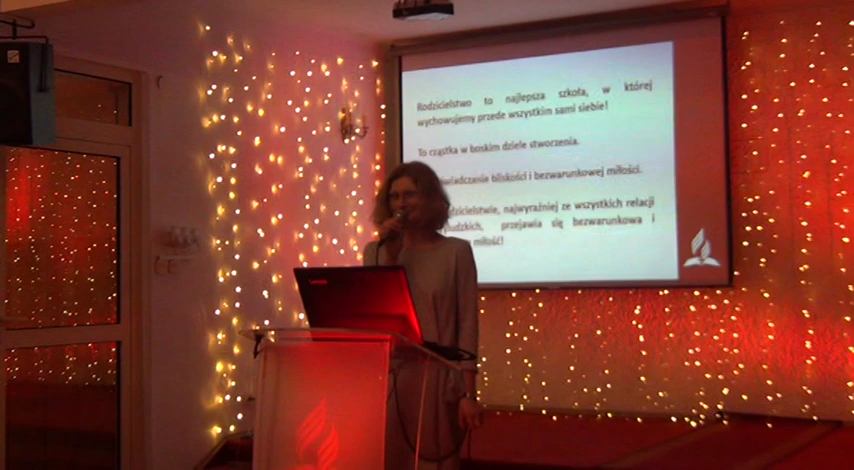 Rodzicielstwo to najlepsza szkoła, w której
wychowujemy przede wszystkim sami siebie!
To cząstka w boskim dziele stworzenia.
bliskości i bezwarunkowej miłości.
najwyraźniej ze wszystkich relacji
przejawia się bezwarunkowa i
miłość!